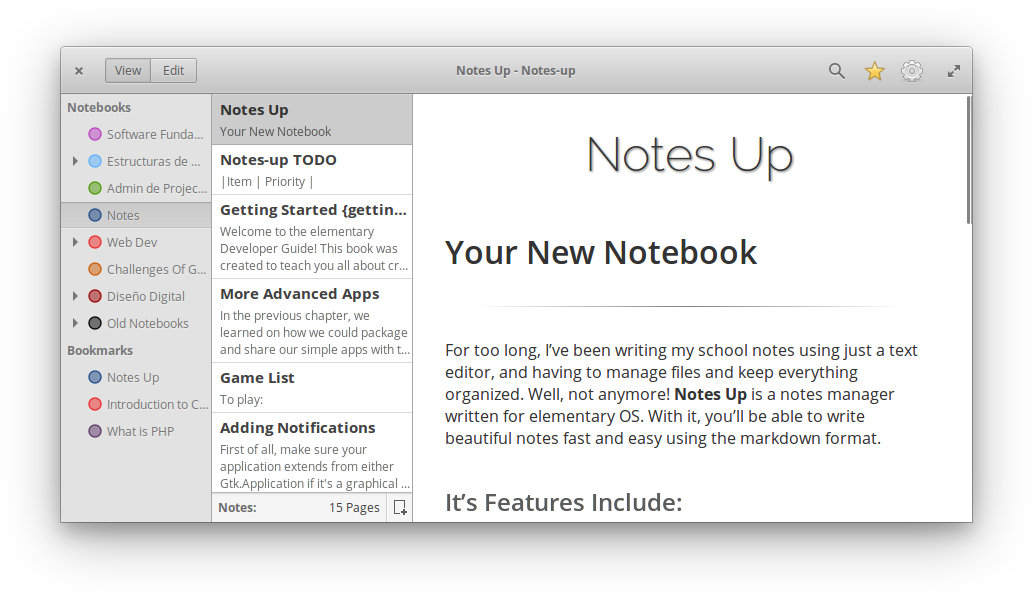 View Edit Notes Up - Notes-up
Notebooks
Software Funda...
Estructuras de ...
Admin de Projec...
Notes
Web Dev
Challenges Of G...
Diseño Digital
Old Notebooks
Bookmarks
Notes Up
Introduction to C...
What is PHP
Notes Up
Your New Notebook
Notes-up TODO
|Item | Priority |
Getting Started {gettin...
Welcome to the elementary
Developer Guide! This book was
created to teach you all about cr...
More Advanced Apps
In the previous chapter, we
learned on how we could package
and share our simple apps with t...
Game List
To play:
Adding Notifications
First of all, make sure your
application extends from either
Gtk.Application if it's a graphical ...
Notes: 15 Pages
Notes Up
Your New Notebook
For too long, I’ve been writing my school notes using just a text
editor, and having to manage files and keep everything
organized. Well, not anymore! Notes Up is a notes manager
written for elementary OS. With it, you’ll be able to write
beautiful notes fast and easy using the markdown format.
It’s Features Include: